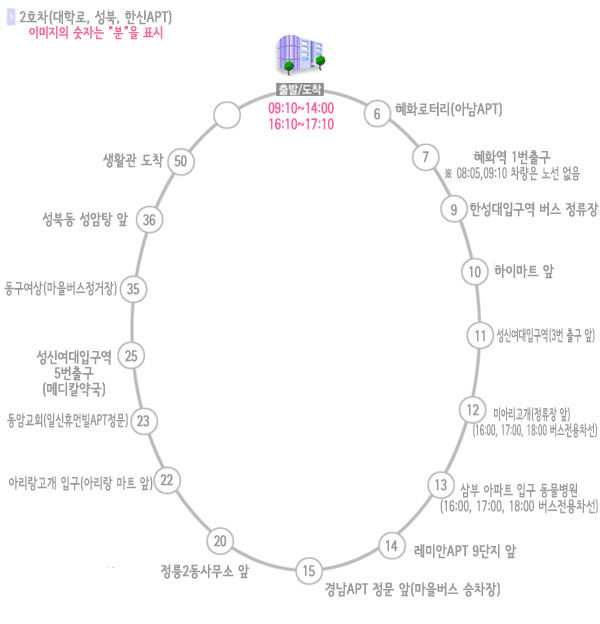 2호차(대학로, 성북, 한신APT)
이미지의 숫자는 "분"을 표시
출발/도착
09:10~14:00
16:10~17:10
6 혜화로터리(아남APT)
7 혜화역 1번출구
※ 08:05,09:10 차량은 노선 없음
9 한성대입구역 버스 정류장
10 하이마트 앞
11 성신여대입구역(3번 출구 앞)
12 미아리고개(정류장 앞)
(16:00, 17:00, 18:00 버스전용차선)
13 삼부 아파트 입구 동물병원
(16:00, 17:00, 18:00 버스전용차선)
14 레미안APT 9단지 앞
15 경남APT 정문 앞(마을버스 승차장)
20 정릉2동사무소 앞
22 아리랑고개 입구(아리랑 마트 앞)
23 동암교회(일신휴먼빌APT정문)
25 성신여대입구역
5번출구
(메디칼약국)
35 동구여상(마을버스정거장)
36 성북동 성암탕 앞
50 생활관 도착